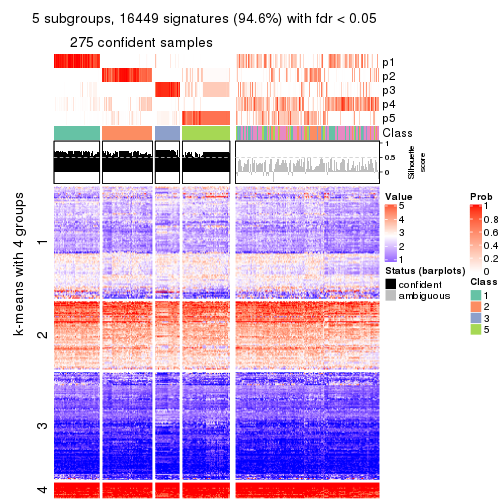 5 subgroups, 16449 signatures (94.6%) with fdr < 0.05
275 confident samples
p1
p2
p3
p4
p5
Class
1
0.5
0
Silhouette
score
k-means with 4 groups
1
2
3
4
Value
5
4
3
2
1
Status (barplots)
confident
ambiguous
Prob
1
0.8
0.6
0.4
0.2
0
Class
1
2
3
5